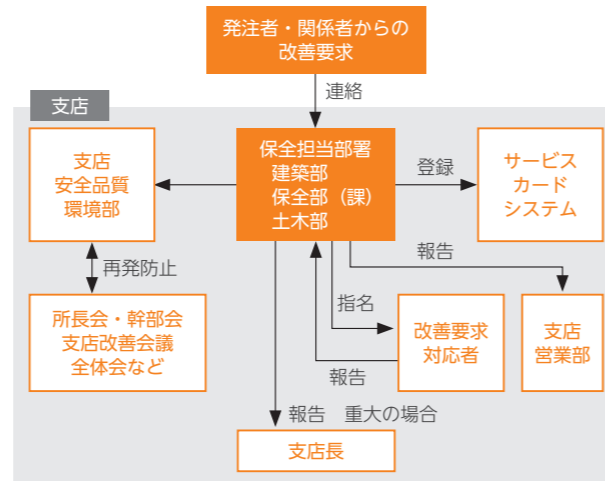 発注者・関係者からの
改善要求
連絡
支店
支店
安全品質
環境部
保全担当部署
建築部
保全部（課）
土木部
登録
サービス
カード
システム
再発防止
報告
指名
所長会・幹部会
支店改善会議
全体会など
改善要求
対応者
支店
営業部
報告
報告　重大の場合
支店長